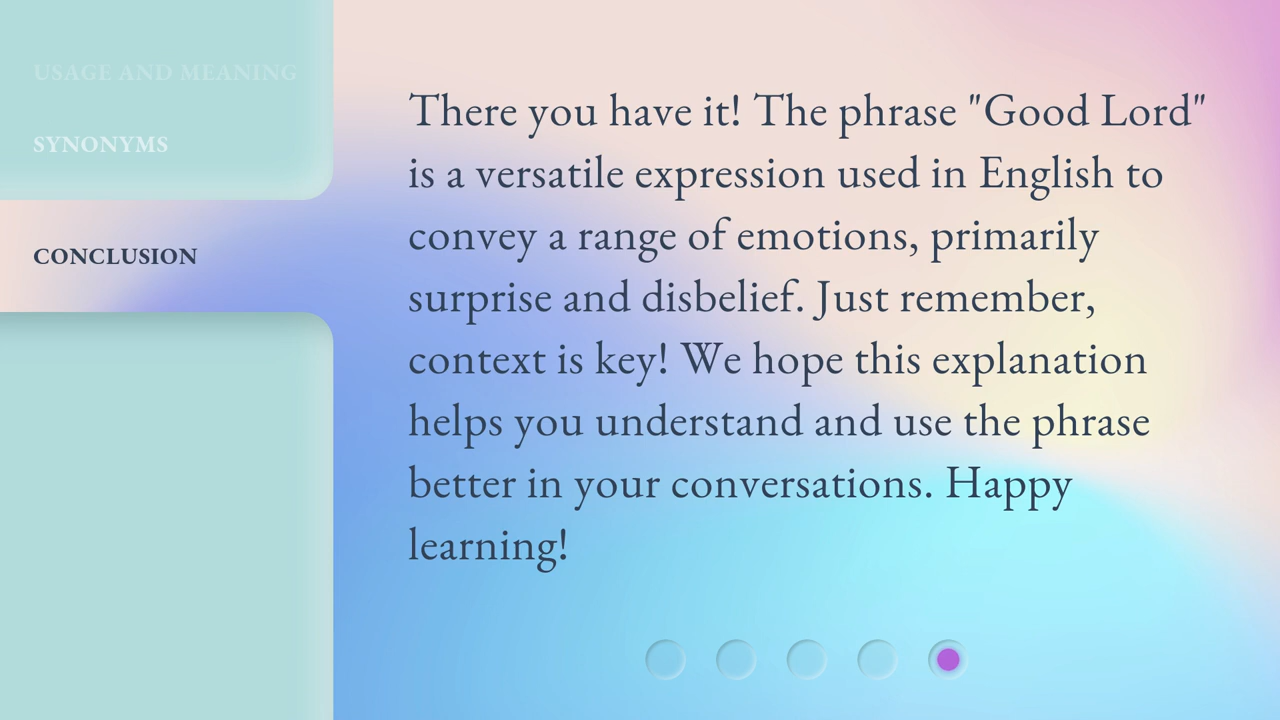 USAGE AND MEANING
SYNONYMS
CONCLUSION
There you have it! The phrase "Good Lord"
is a versatile expression used in English to
convey a range of emotions, primarily
surprise and disbelief. Just remember,
context is key! We hope this explanation
helps you understand and use the phrase
better in your conversations. Happy
learning!